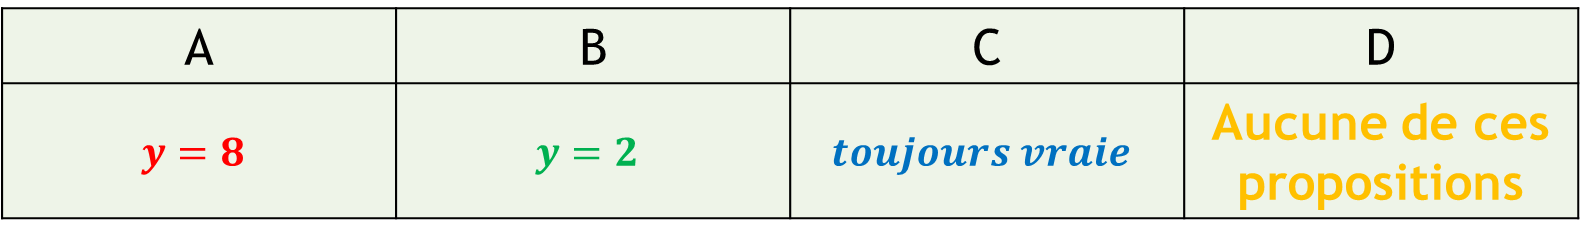 A B C D
y = 8 y = 2 toujours vraie Aucune de ces
propositions